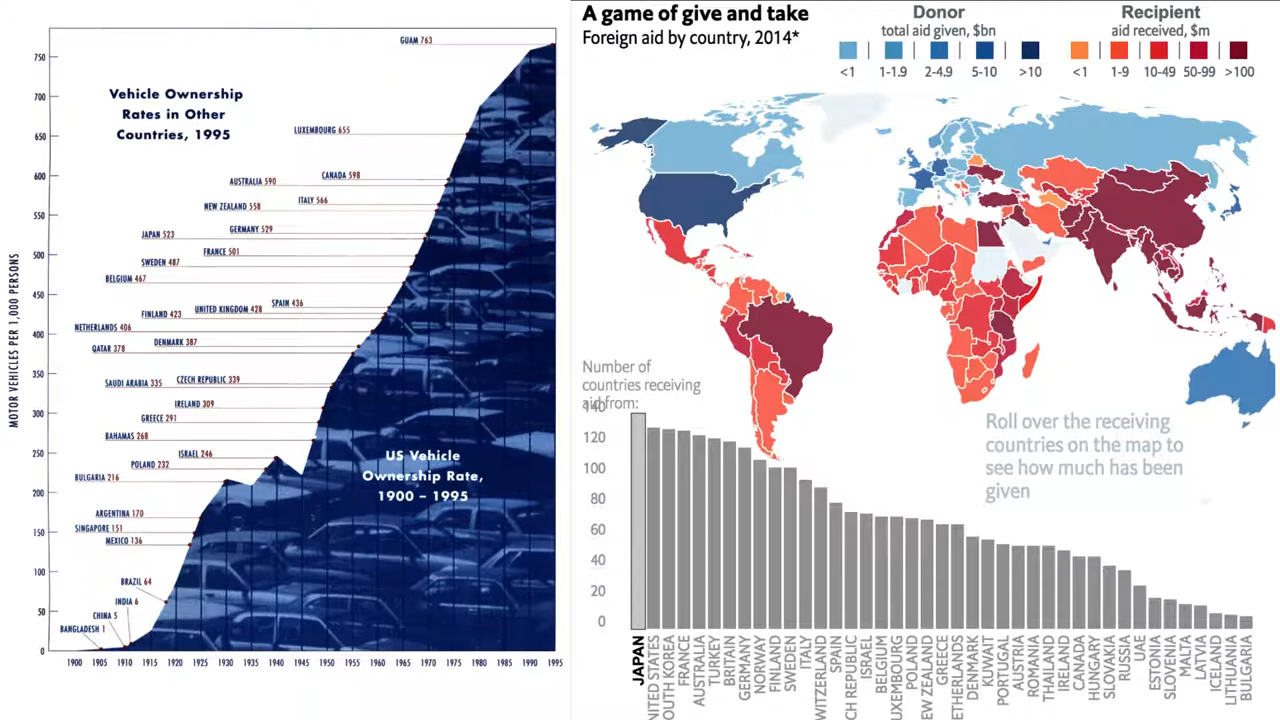 Vehicle Ownership
Rates in Other
Countries, 1995
MOTOR VEHICLES PER 1,000 PERSONS
750
700
650
600
550
500
450
400
350
300
250
200
150
100
50
0
GUAM 763
LUXEMBOURG 655
CANADA 598
AUSTRALIA 590
ITALY 566
NEW ZEALAND 558
GERMANY 529
JAPAN 523
FRANCE 501
SWEDEN 487
BELGIUM 467
SPAIN 436
UNITED KINGDOM 428
FINLAND 423
NETHERLANDS 406
DENMARK 387
QATAR 378
CZECH REPUBLIC 339
SAUDI ARABIA 335
IRELAND 309
GREECE 291
BAHAMAS 268
ISRAEL 246
POLAND 232
BULGARIA 216
ARGENTINA 170
SINGAPORE 151
MEXICO 136
BRAZIL 64
INDIA 6
CHINA 5
BANGLADESH 1
US Vehicle
Ownership Rate,
1900 – 1995
1900 1905 1910 1915 1920 1925 1930 1935 1940 1945 1950 1955 1960 1965 1970 1975 1980 1985 1990 1995
A game of give and take
Foreign aid by country, 2014*
Donor
total aid given, $bn
<1 1-1.9 2-4.9 5-10 >10
Recipient
aid received, $m
<1 1-9 10-49 50-99 >100
Number of
countries receiving
aid from:
140
120
100
80
60
40
20
0
Roll over the receiving
countries on the map to
see how much has been
given
JAPAN
NITED STATES
OUTH KOREA
FRANCE
AUSTRALIA
TURKEY
BRITAIN
GERMANY
NORWAY
FINLAND
SWEDEN
ITALY
WITZERLAND
SPAIN
CH REPUBLIC
ISRAEL
BELGIUM
UXEMBOURG
POLAND
EW ZEALAND
GREECE
ETHERLANDS
DENMARK
KUWAIT
PORTUGAL
AUSTRIA
ROMANIA
THAILAND
IRELAND
CANADA
HUNGARY
SLOVAKIA
RUSSIA
UAE
ESTONIA
SLOVENIA
MALTA
LATVIA
ICELAND
LITHUANIA
BULGARIA